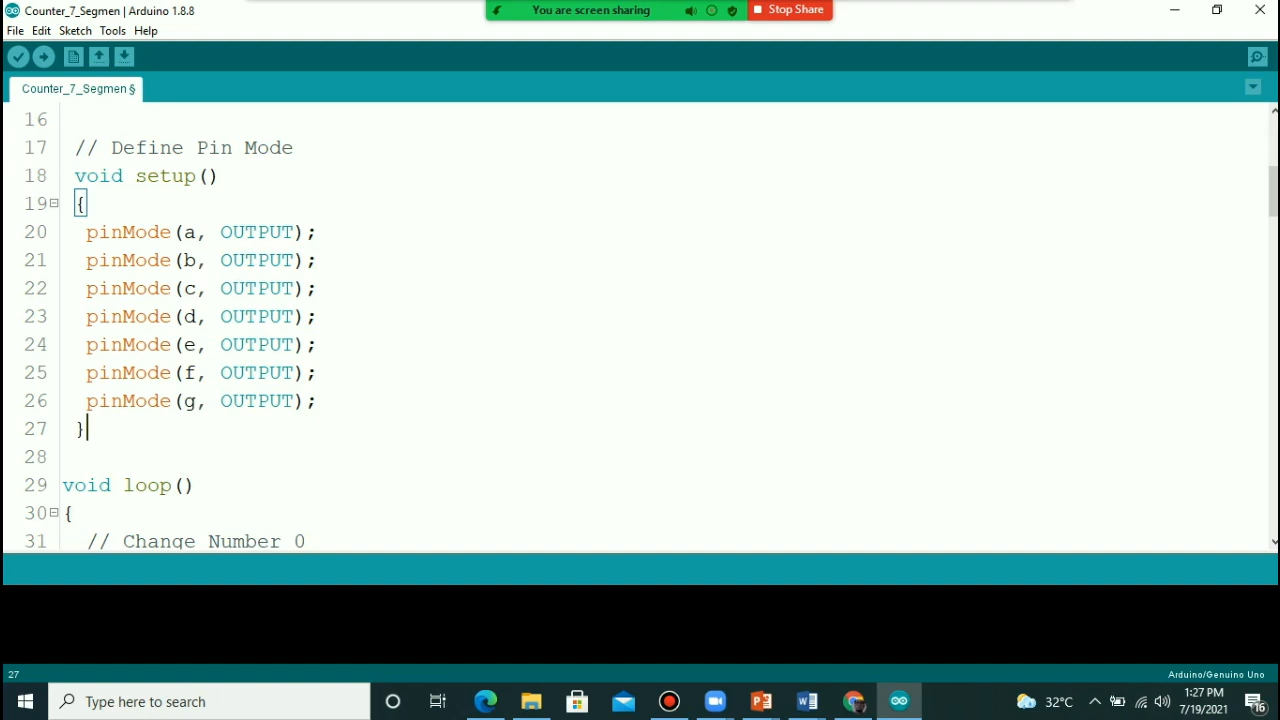 Counter_7_Segmen | Arduino 1.8.8
You are screen sharing
Stop Share
File Edit Sketch Tools Help
Counter_7_Segmen §
16
17 // Define Pin Mode
18 void setup()
19 {
20 pinMode(a, OUTPUT);
21 pinMode(b, OUTPUT);
22 pinMode(c, OUTPUT);
23 pinMode(d, OUTPUT);
24 pinMode(e, OUTPUT);
25 pinMode(f, OUTPUT);
26 pinMode(g, OUTPUT);
27 }
28
29 void loop()
30 {
31 // Change Number 0
27
Arduino/Genuino Uno
Type here to search
32°C
1:27 PM
7/19/2021
16